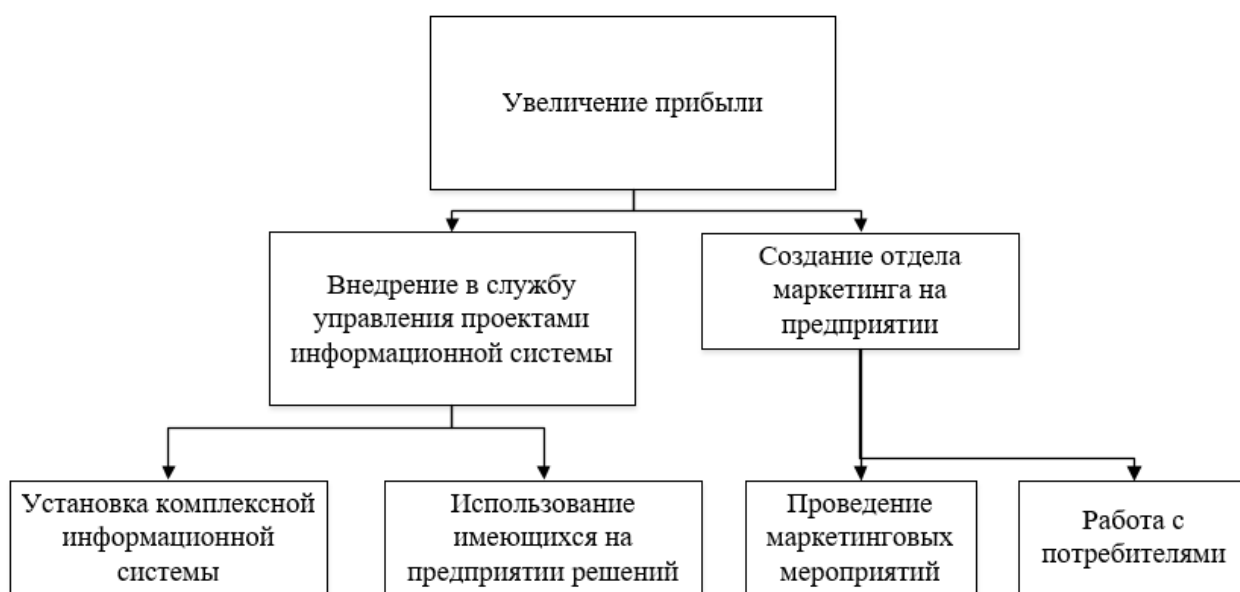 Увеличение прибыли
Внедрение в службу
управления проектами
информационной системы
Создание отдела
маркетинга на
предприятии
Установка комплексной
информационной
системы
Использование
имеющихся на
предприятии решений
Проведение
маркетинговых
мероприятий
Работа с
потребителями